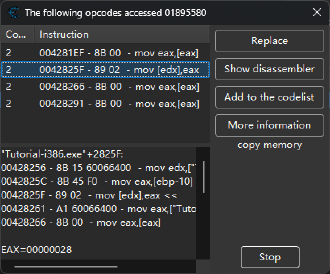 The following opcodes accessed 01895580
Co... Instruction
2 004281EF - 8B 00 - mov eax,[eax]
2 0042825F - 89 02 - mov [edx],eax
2 00428266 - 8B 00 - mov eax,[eax]
2 00428291 - 8B 00 - mov eax,[eax]
Replace
Show disassembler
Add to the codelist
More information
copy memory
"Tutorial-i386.exe"+2825F:
00428256 - 8B 15 60066400 - mov edx,["
0042825C - 8B 45 F0 - mov eax,[ebp-10]
0042825F - 89 02 - mov [edx],eax <<
00428261 - A1 60066400 - mov eax,["Tuto
00428266 - 8B 00 - mov eax,[eax]
EAX=00000028
Stop